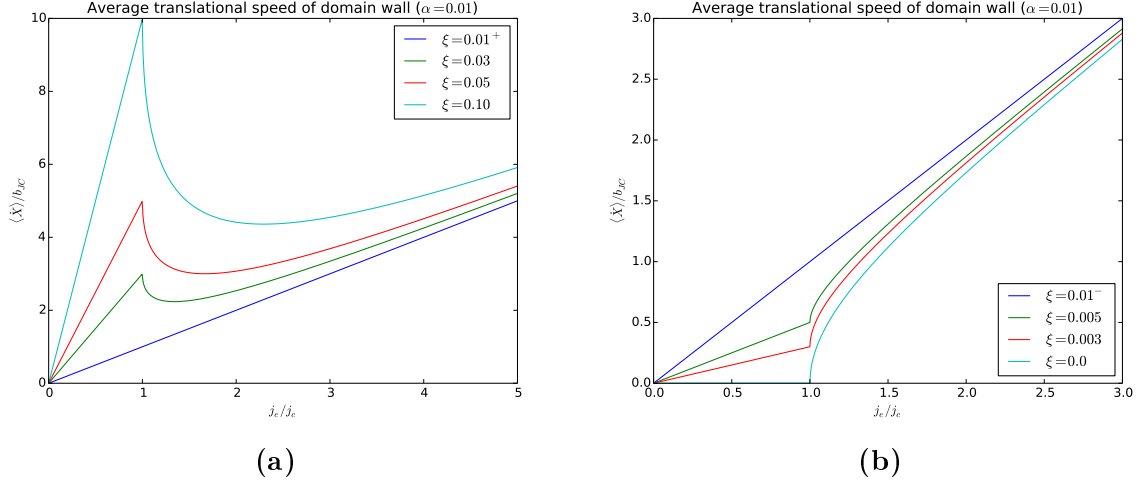 Average translational speed of domain wall (α=0.01)
10
8
6
4
2
0
⟨Ẋ⟩/b_JC
ξ=0.01⁺
ξ=0.03
ξ=0.05
ξ=0.10
0 1 2 3 4 5
j_e/j_c
(a)
Average translational speed of domain wall (α=0.01)
3.0
2.5
2.0
1.5
1.0
0.5
0.0
⟨Ẋ⟩/b_JC
ξ=0.01⁻
ξ=0.005
ξ=0.003
ξ=0.0
0.0 0.5 1.0 1.5 2.0 2.5 3.0
j_e/j_c
(b)